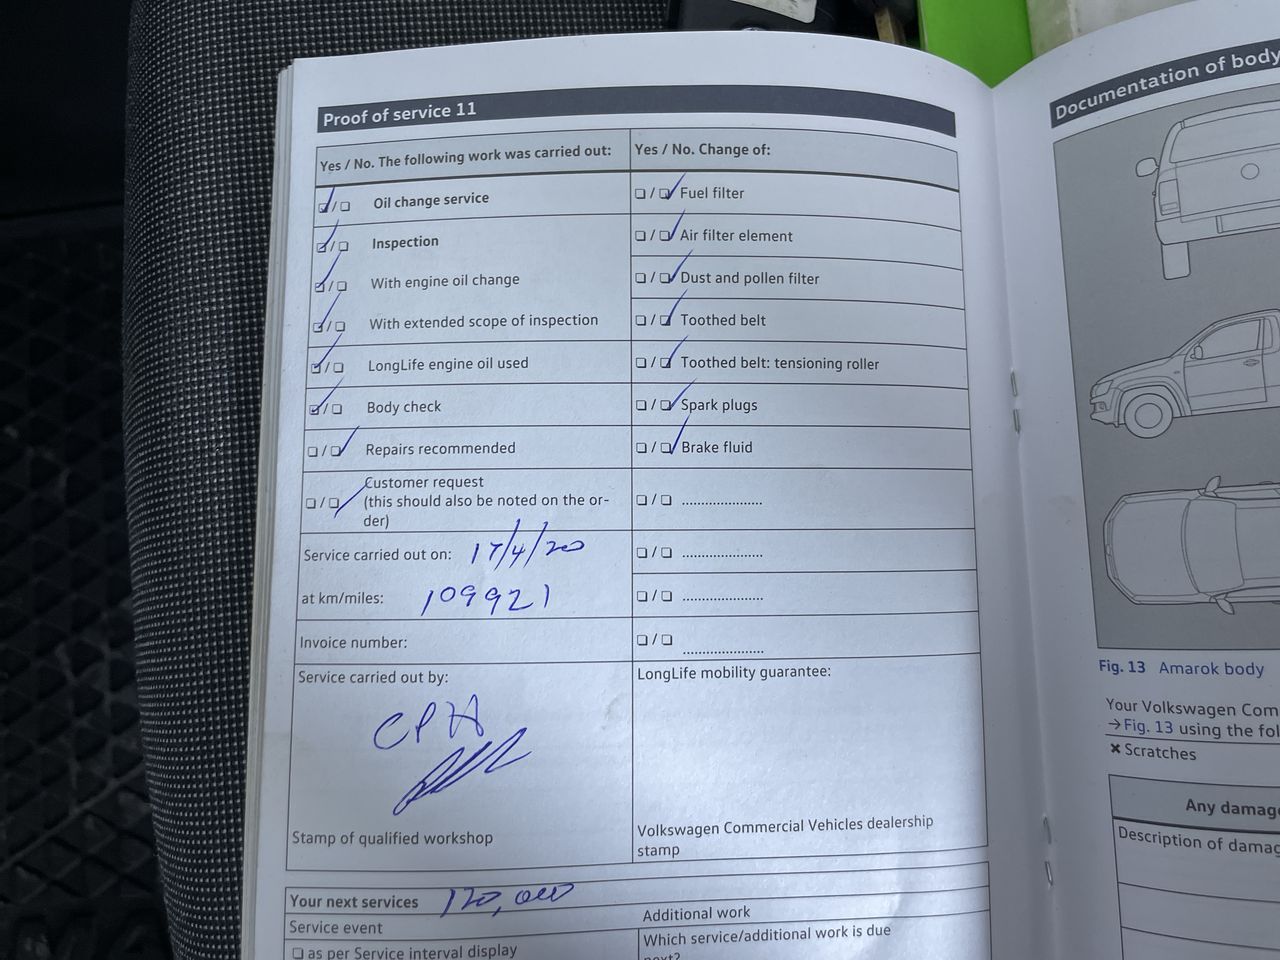 Proof of service 11
Yes / No. The following work was carried out:
Oil change service
Inspection
With engine oil change
With extended scope of inspection
LongLife engine oil used
Body check
Repairs recommended
Customer request
(this should also be noted on the or-
der)
Service carried out on: 17/4/20
at km/miles: 109921
Invoice number:
Service carried out by:
CPH
Stamp of qualified workshop
Yes / No. Change of:
Fuel filter
Air filter element
Dust and pollen filter
Toothed belt
Toothed belt: tensioning roller
Spark plugs
Brake fluid
....................
....................
....................
....................
LongLife mobility guarantee:
Volkswagen Commercial Vehicles dealership
stamp
Your next services 120,000
Service event
as per Service interval display
Additional work
Which service/additional work is due
next?
Documentation of body
Fig. 13 Amarok body
Your Volkswagen Com
→ Fig. 13 using the fol
× Scratches
Any damag
Description of damag